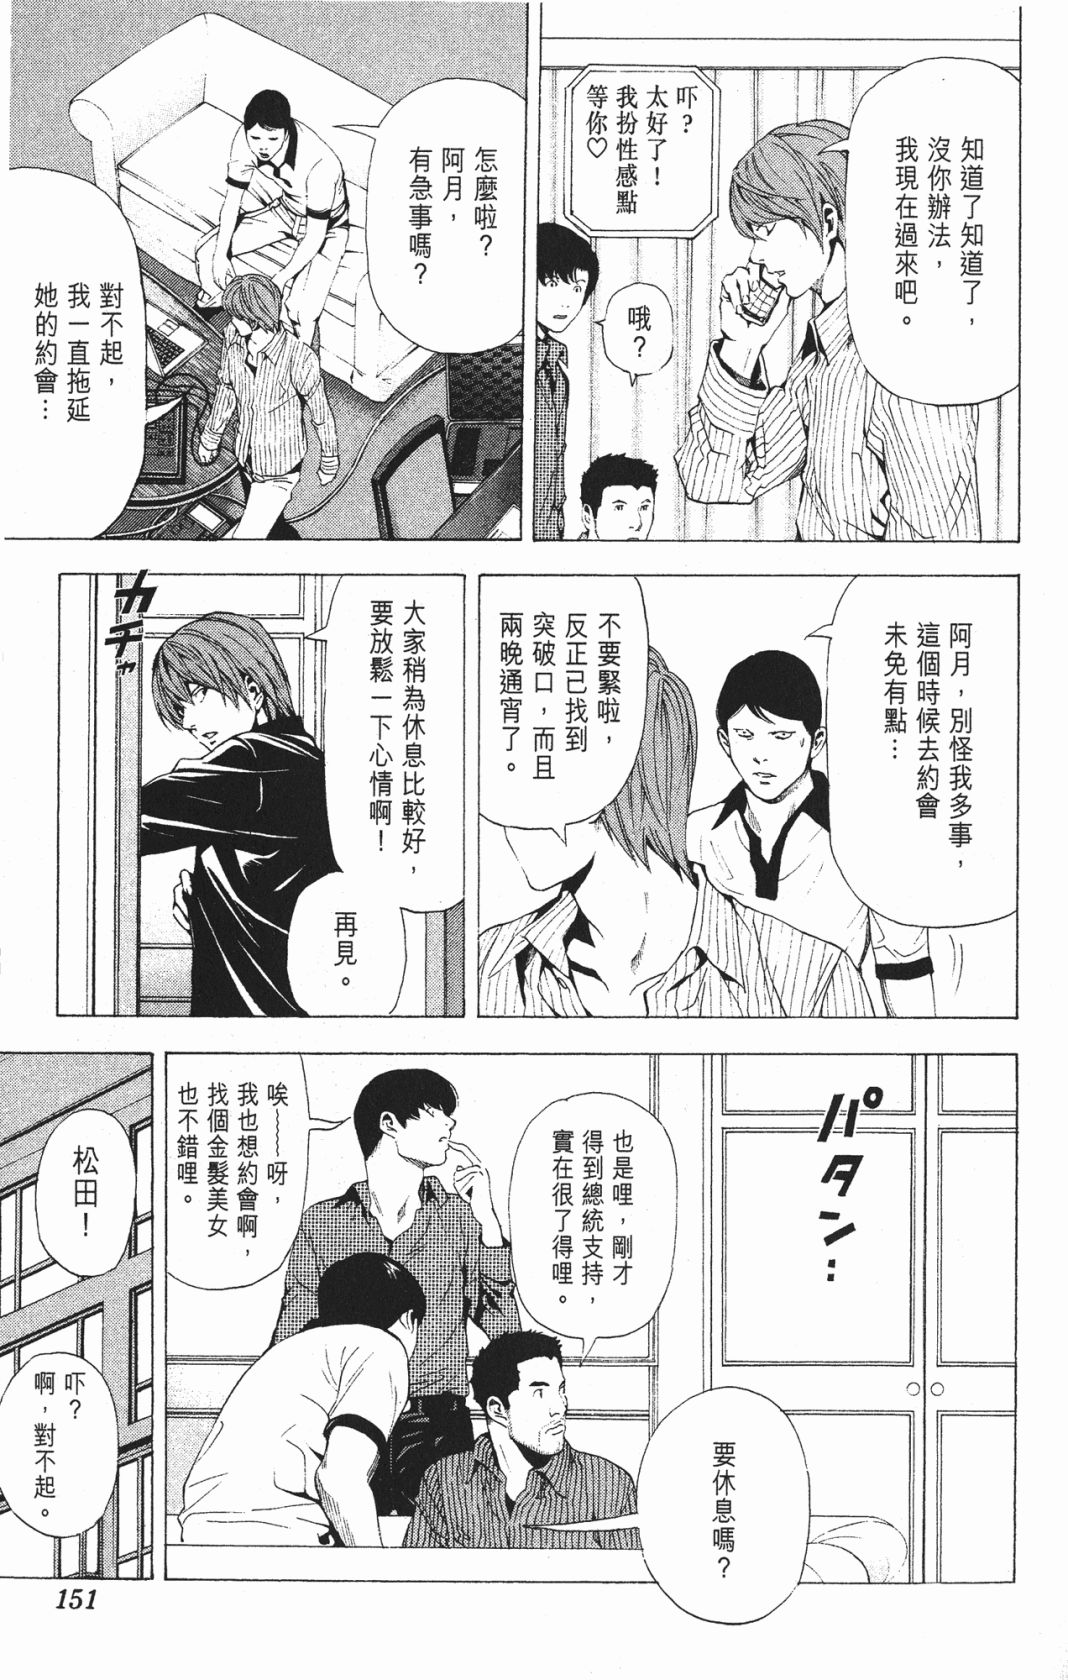 知道了知道了，
沒你辦法，
我現在過來吧。
吓？
太好了！
我扮性感點
等你♡
哦？
怎麼啦？
阿月，
有急事嗎？
對不起，
我一直拖延
她的約會…
阿月，別怪我多事，
這個時候去約會
未免有點…
不要緊啦，
反正已找到
突破口，而且
兩晚通宵了。
大家稍為休息比較好，
要放鬆一下心情啊！
再見。
カチャ
パタン…
要休息嗎？
也是哩，剛才
得到總統支持，
實在很了得哩。
唉～～呀，
我也想約會啊，
找個金髮美女
也不錯哩。
松田！
吓？
啊，對不起。
151